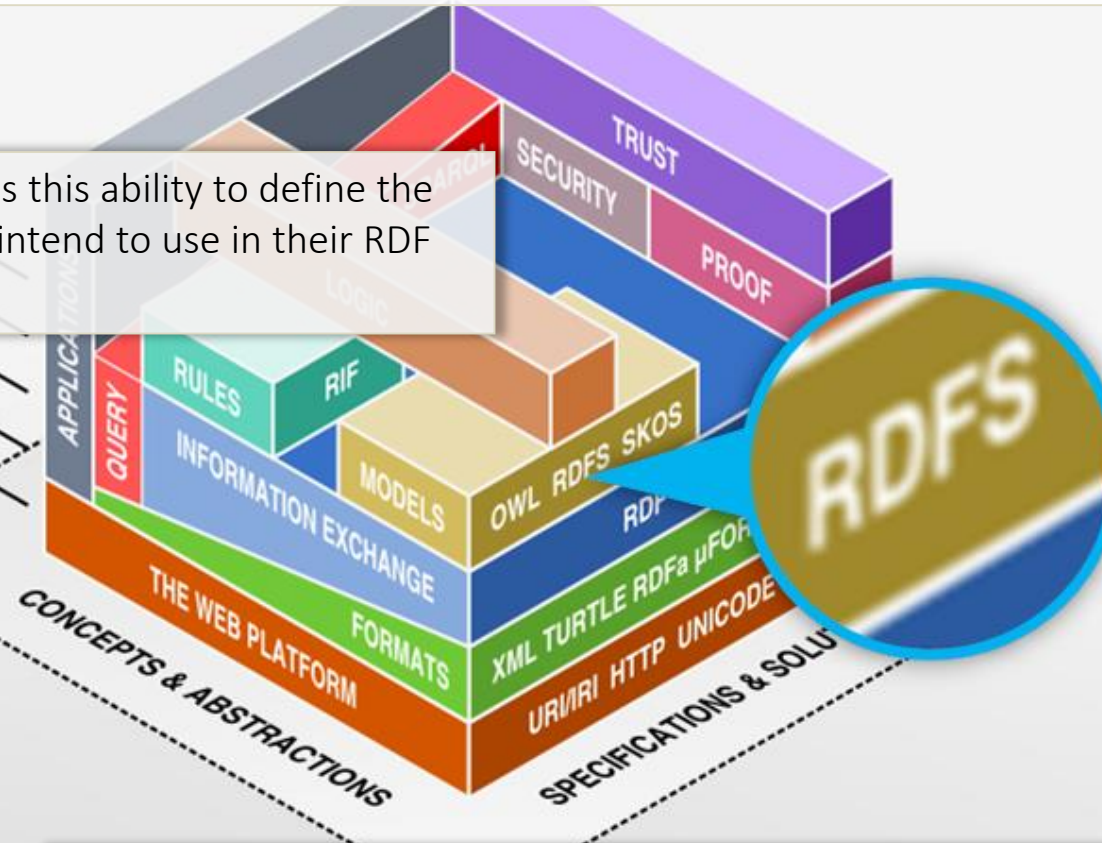 TRUST
s this ability to define the
intend to use in their RDF
SECURITY
PROOF
LOGIC
APPLICATIONS
QUERY
RULES
RIF
INFORMATION EXCHANGE
MODELS
OWL RDFS SKOS
RDFS
FORMATS
XML TURTLE RDFa µFOR
THE WEB PLATFORM
URI/IRI HTTP UNICODE
CONCEPTS & ABSTRACTIONS
SPECIFICATIONS & SOLU